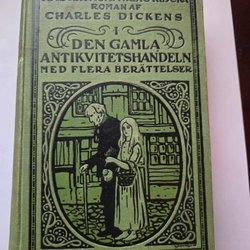 ROMAN AF
CHARLES DICKENS
I
DEN GAMLA
ANTIKVITETSHANDELN
MED FLERA BERÄTTELSER